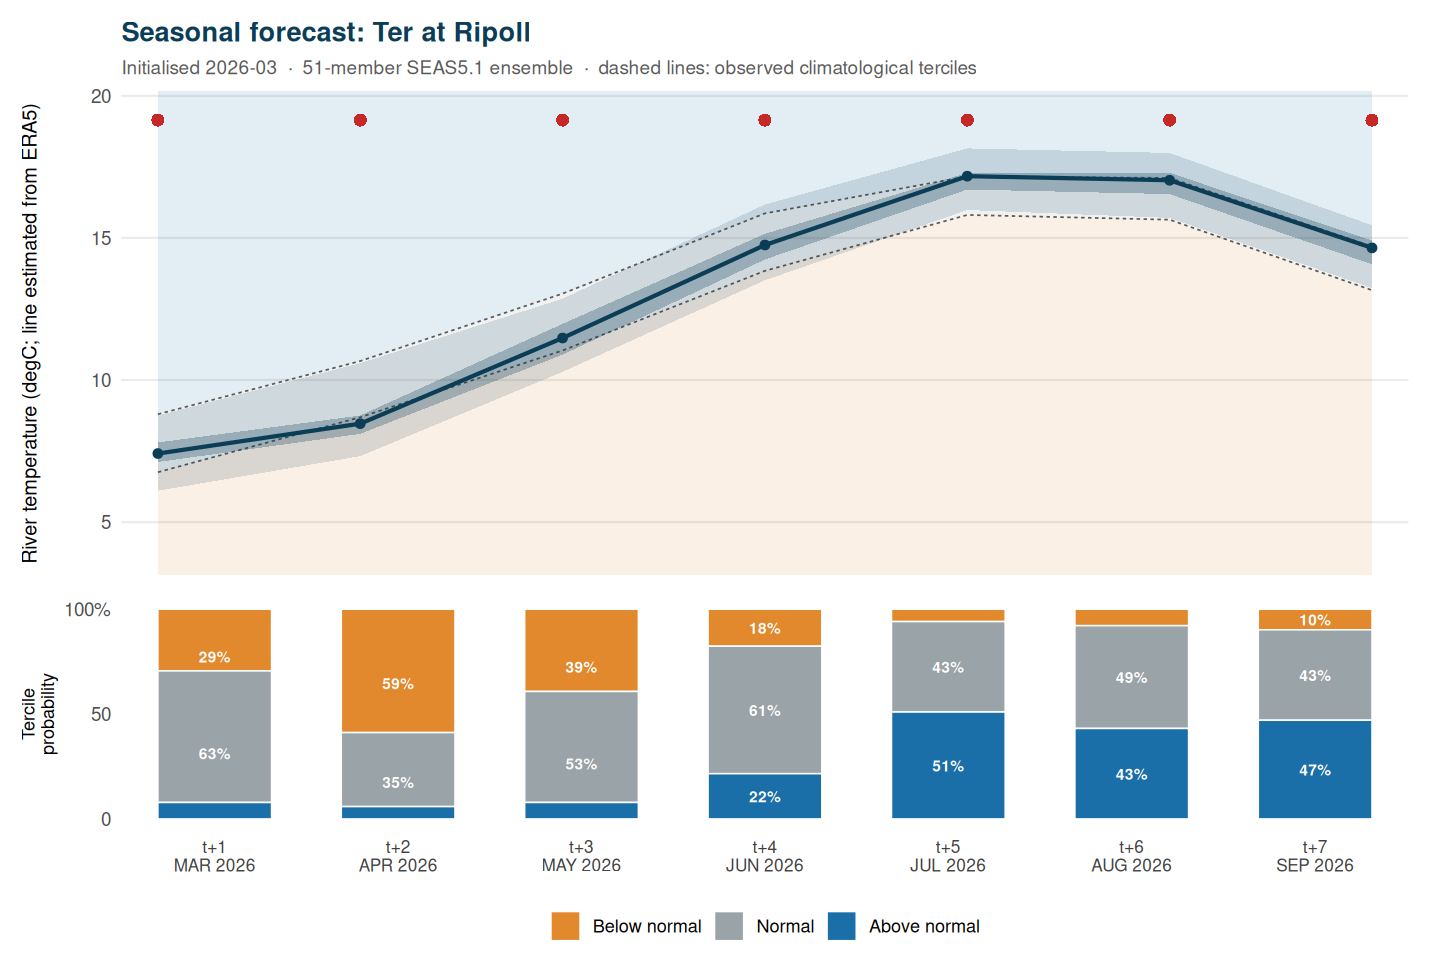 Seasonal forecast: Ter at Ripoll
Initialised 2026-03 · 51-member SEAS5.1 ensemble · dashed lines: observed climatological terciles
River temperature (degC; line estimated from ERA5)
20
15
10
5
Tercile
probability
100%
50
0
29%
63%
59%
35%
39%
53%
18%
61%
22%
43%
51%
49%
43%
10%
43%
47%
t+1
MAR 2026
t+2
APR 2026
t+3
MAY 2026
t+4
JUN 2026
t+5
JUL 2026
t+6
AUG 2026
t+7
SEP 2026
Below normal
Normal
Above normal